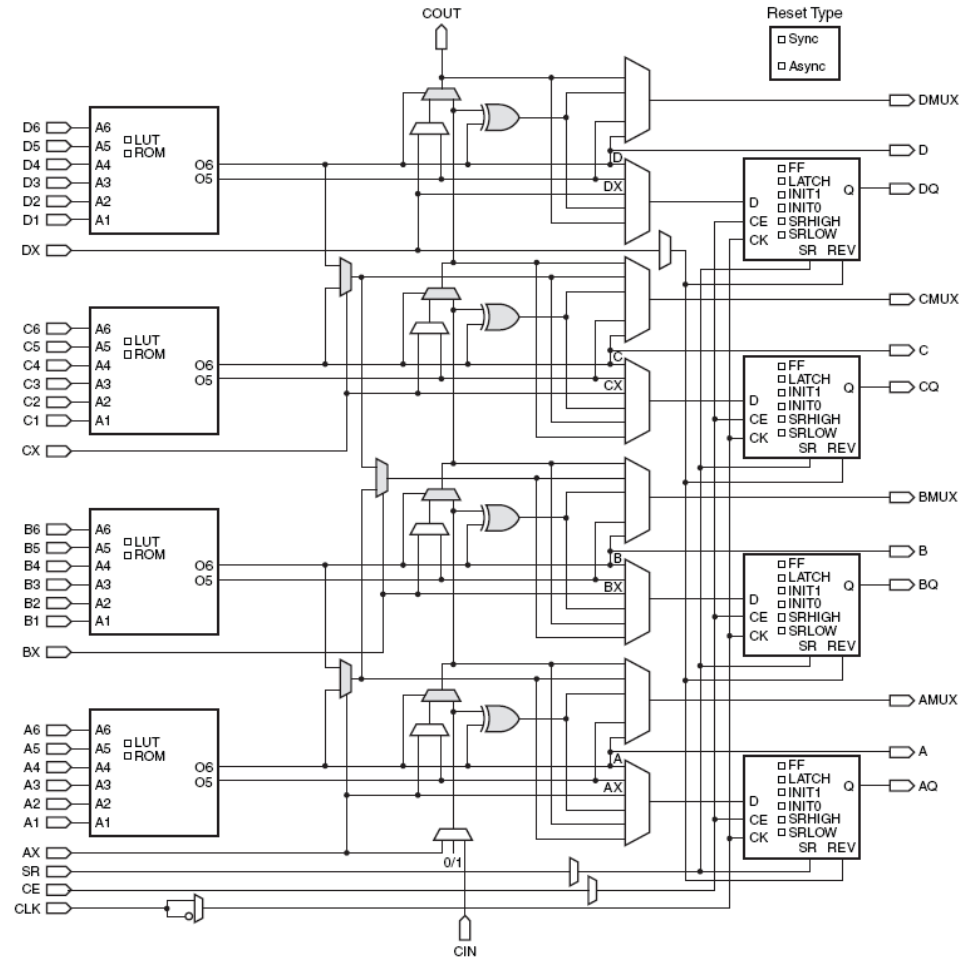 COUT
Reset Type
Sync
Async
DMUX
D6 A6
D5 A5 LUT
D4 A4 ROM O6
D3 A3 O5
D2 A2
D1 A1
DX
D
DX
D
FF
LATCH
INIT1
INIT0
SRHIGH
SRLOW
D
CE
CK
Q
SR REV
DQ
CMUX
C6 A6
C5 A5 LUT
C4 A4 ROM O6
C3 A3 O5
C2 A2
C1 A1
CX
C
CX
C
FF
LATCH
INIT1
INIT0
SRHIGH
SRLOW
D
CE
CK
Q
SR REV
CQ
BMUX
B6 A6
B5 A5 LUT
B4 A4 ROM O6
B3 A3 O5
B2 A2
B1 A1
BX
B
BX
B
FF
LATCH
INIT1
INIT0
SRHIGH
SRLOW
D
CE
CK
Q
SR REV
BQ
AMUX
A6 A6
A5 A5 LUT
A4 A4 ROM O6
A3 A3 O5
A2 A2
A1 A1
AX
A
AX
A
FF
LATCH
INIT1
INIT0
SRHIGH
SRLOW
D
CE
CK
Q
SR REV
AQ
0/1
SR
CE
CLK
CIN